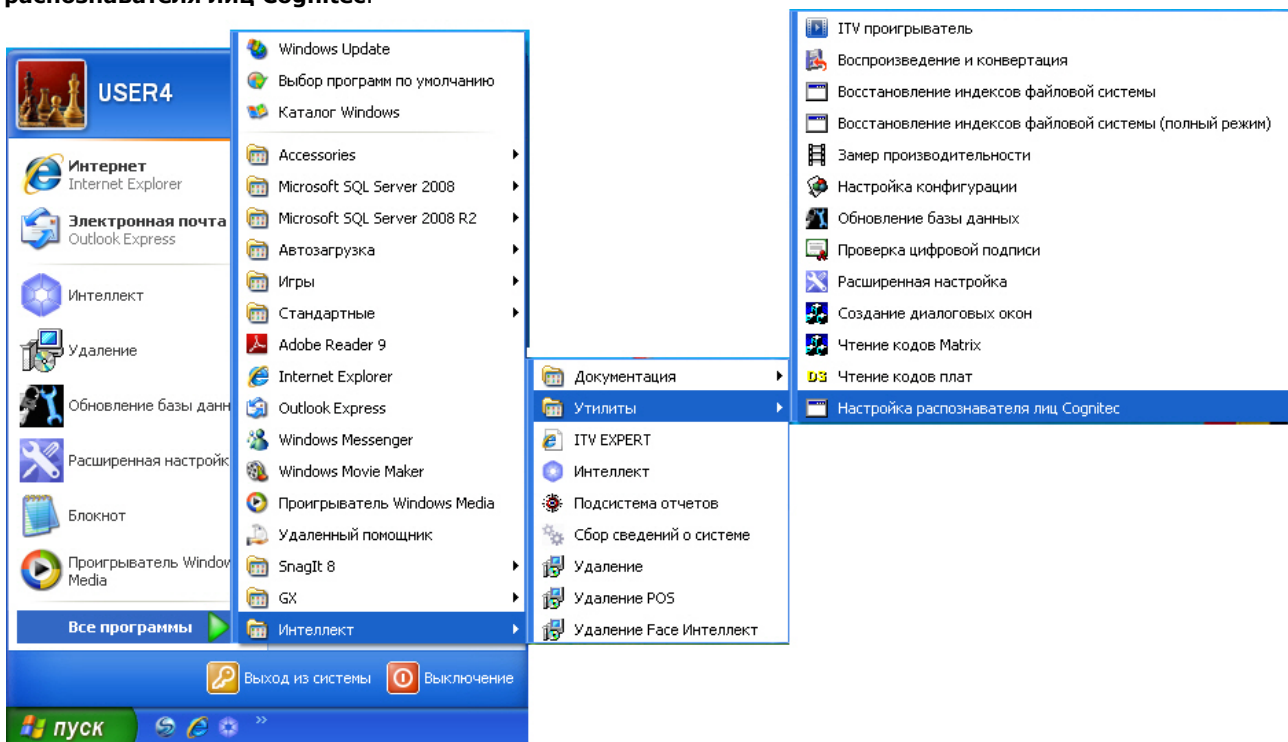 распознавателя лиц Cognitec.
USER4
Интернет
Internet Explorer
Электронная почта
Outlook Express
Интеллект
Удаление
Обновление базы данн
Расширенная настройк
Блокнот
Проигрыватель Window
Media
Все программы
Windows Update
Выбор программ по умолчанию
Каталог Windows
Accessories
Microsoft SQL Server 2008
Microsoft SQL Server 2008 R2
Автозагрузка
Игры
Стандартные
Adobe Reader 9
Internet Explorer
Outlook Express
Windows Messenger
Windows Movie Maker
Проигрыватель Windows Media
Удаленный помощник
SnagIt 8
GX
Интеллект
Документация
Утилиты
ITV EXPERT
Интеллект
Подсистема отчетов
Сбор сведений о системе
Удаление
Удаление POS
Удаление Face Интеллект
ITV проигрыватель
Воспроизведение и конвертация
Восстановление индексов файловой системы
Восстановление индексов файловой системы (полный режим)
Замер производительности
Настройка конфигурации
Обновление базы данных
Проверка цифровой подписи
Расширенная настройка
Создание диалоговых окон
Чтение кодов Matrix
Чтение кодов плат
Настройка распознавателя лиц Cognitec
Выход из системы
Выключение
пуск